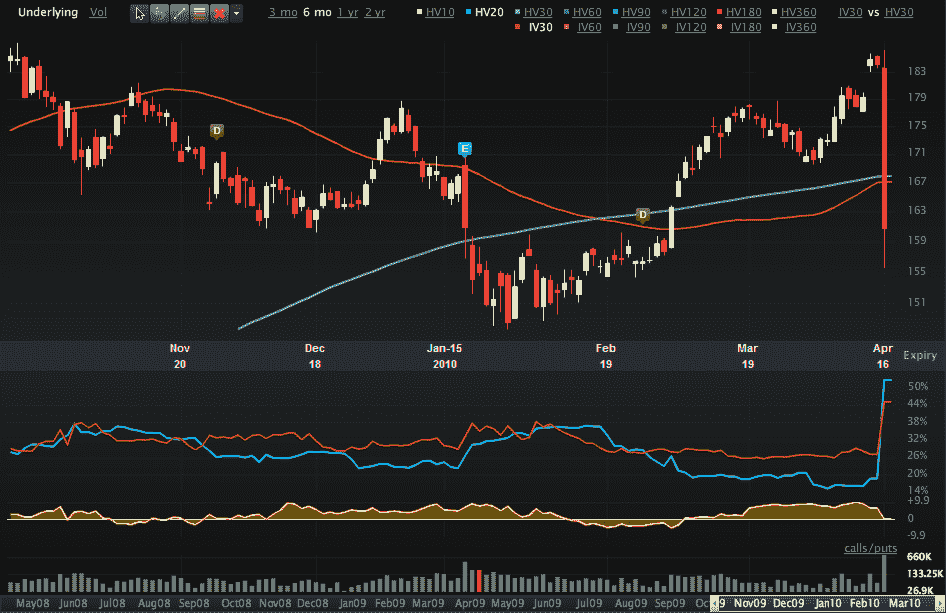 Underlying Vol 3 mo 6 mo 1 yr 2 yr HV10 HV20 HV30 HV60 HV90 HV120 HV180 HV360 IV30 vs HV30
IV30 IV60 IV90 IV120 IV180 IV360
183
179
175
D
E
171
167
D
163
159
155
151
Nov Dec Jan-15 Feb Mar Apr Expiry
20 18 2010 19 19 16
50%
44%
38%
32%
26%
20%
14%
+9.9
0
-9.9
calls/puts
660K
133.25K
26.9K
May08 Jun08 Jul08 Aug08 Sep08 Oct08 Nov08 Dec08 Jan09 Feb09 Mar09 Apr09 May09 Jun09 Jul09 Aug09 Sep09 Nov09 Dec09 Jan10 Feb10 Mar10